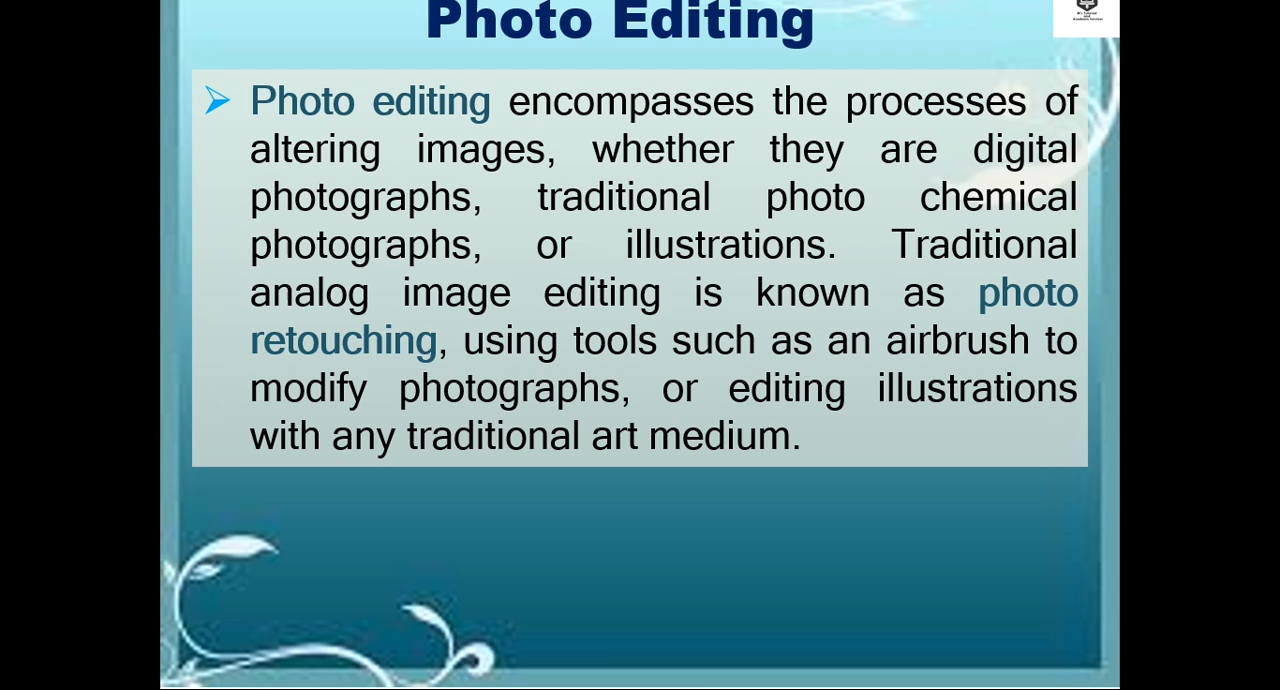 Photo Editing
Photo editing encompasses the processes of
altering images, whether they are digital
photographs, traditional photo chemical
photographs, or illustrations. Traditional
analog image editing is known as photo
retouching, using tools such as an airbrush to
modify photographs, or editing illustrations
with any traditional art medium.